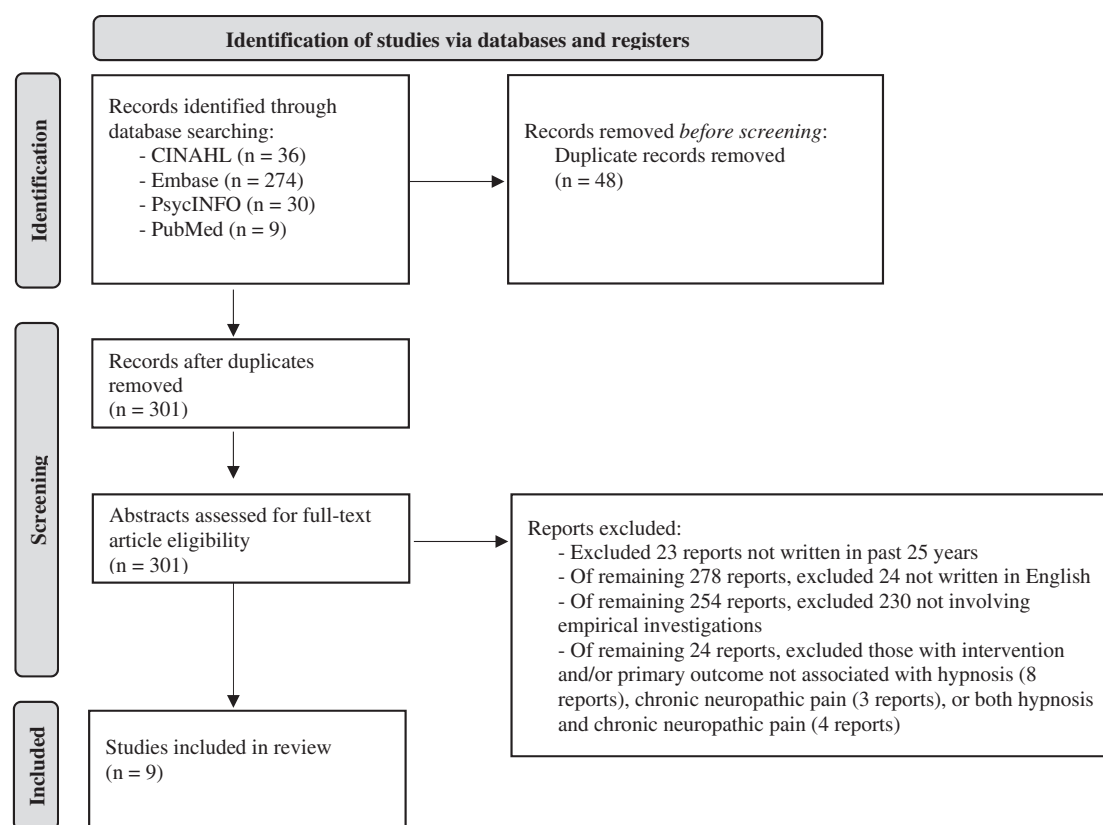 Identification of studies via databases and registers
Identification
Records identified through
database searching:
- CINAHL (n = 36)
- Embase (n = 274)
- PsycINFO (n = 30)
- PubMed (n = 9)
Records removed before screening:
Duplicate records removed
(n = 48)
Screening
Records after duplicates
removed
(n = 301)
Abstracts assessed for full-text
article eligibility
(n = 301)
Reports excluded:
- Excluded 23 reports not written in past 25 years
- Of remaining 278 reports, excluded 24 not written in English
- Of remaining 254 reports, excluded 230 not involving
empirical investigations
- Of remaining 24 reports, excluded those with intervention
and/or primary outcome not associated with hypnosis (8
reports), chronic neuropathic pain (3 reports), or both hypnosis
and chronic neuropathic pain (4 reports)
Included
Studies included in review
(n = 9)